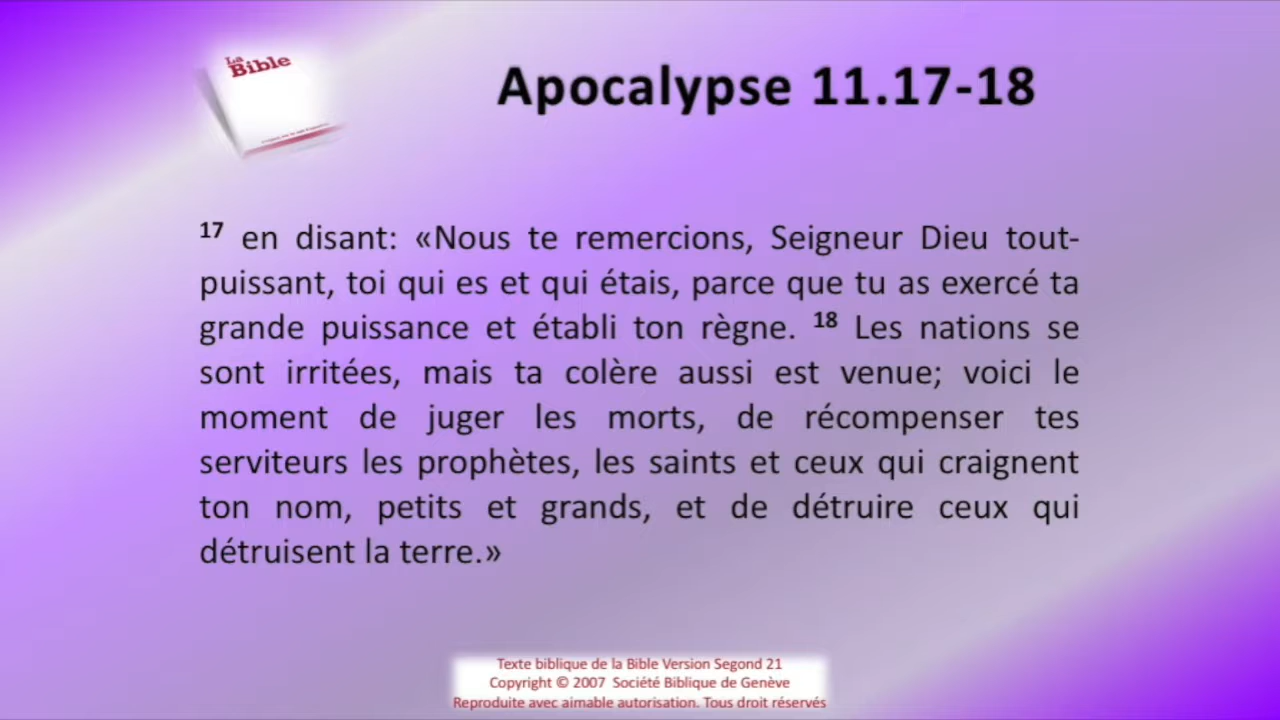 La
Bible
Apocalypse 11.17-18
17 en disant: «Nous te remercions, Seigneur Dieu tout-
puissant, toi qui es et qui étais, parce que tu as exercé ta
grande puissance et établi ton règne. 18 Les nations se
sont irritées, mais ta colère aussi est venue; voici le
moment de juger les morts, de récompenser tes
serviteurs les prophètes, les saints et ceux qui craignent
ton nom, petits et grands, et de détruire ceux qui
détruisent la terre.»
Texte biblique de la Bible Version Segond 21
Copyright © 2007 Société Biblique de Genève
Reproduite avec aimable autorisation. Tous droit réservés